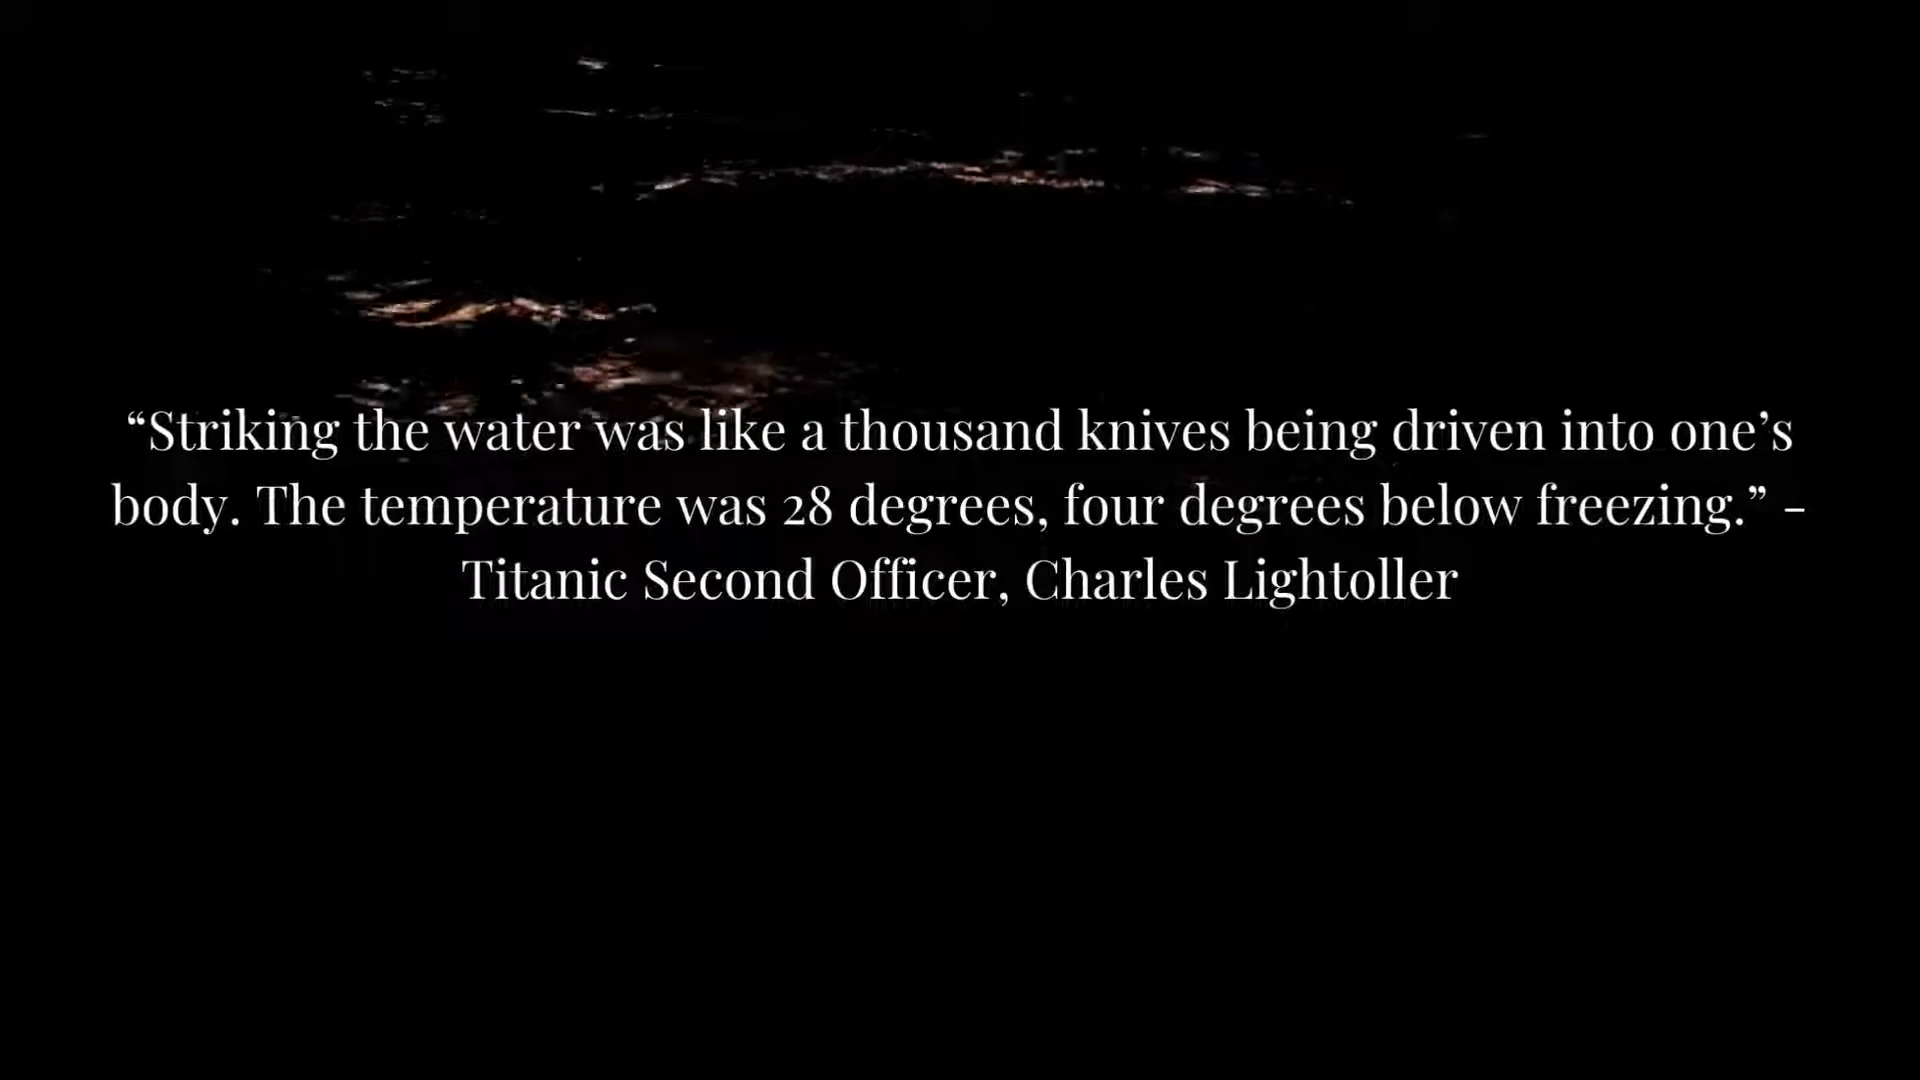 “Striking the water was like a thousand knives being driven into one’s
body. The temperature was 28 degrees, four degrees below freezing.” -
Titanic Second Officer, Charles Lightoller